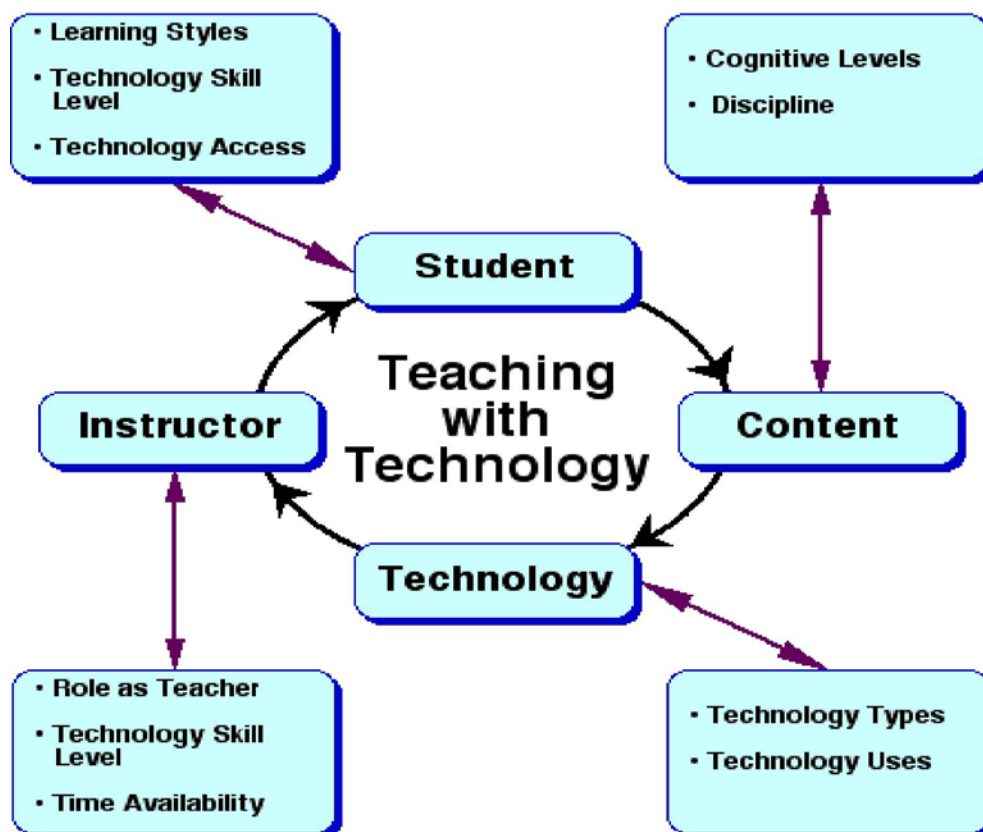 • Learning Styles
• Technology Skill
Level
• Technology Access
• Cognitive Levels
• Discipline
Student
Teaching
with
Technology
Instructor
Content
Technology
• Role as Teacher
• Technology Skill
Level
• Time Availability
• Technology Types
• Technology Uses